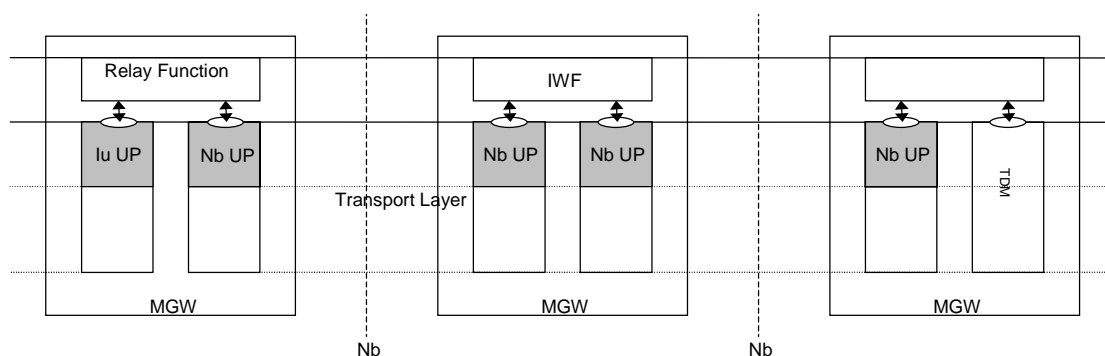 Relay Function
IWF
Iu UP
Nb UP
Nb UP
Nb UP
Nb UP
TDM
Transport Layer
MGW
MGW
MGW
Nb
Nb